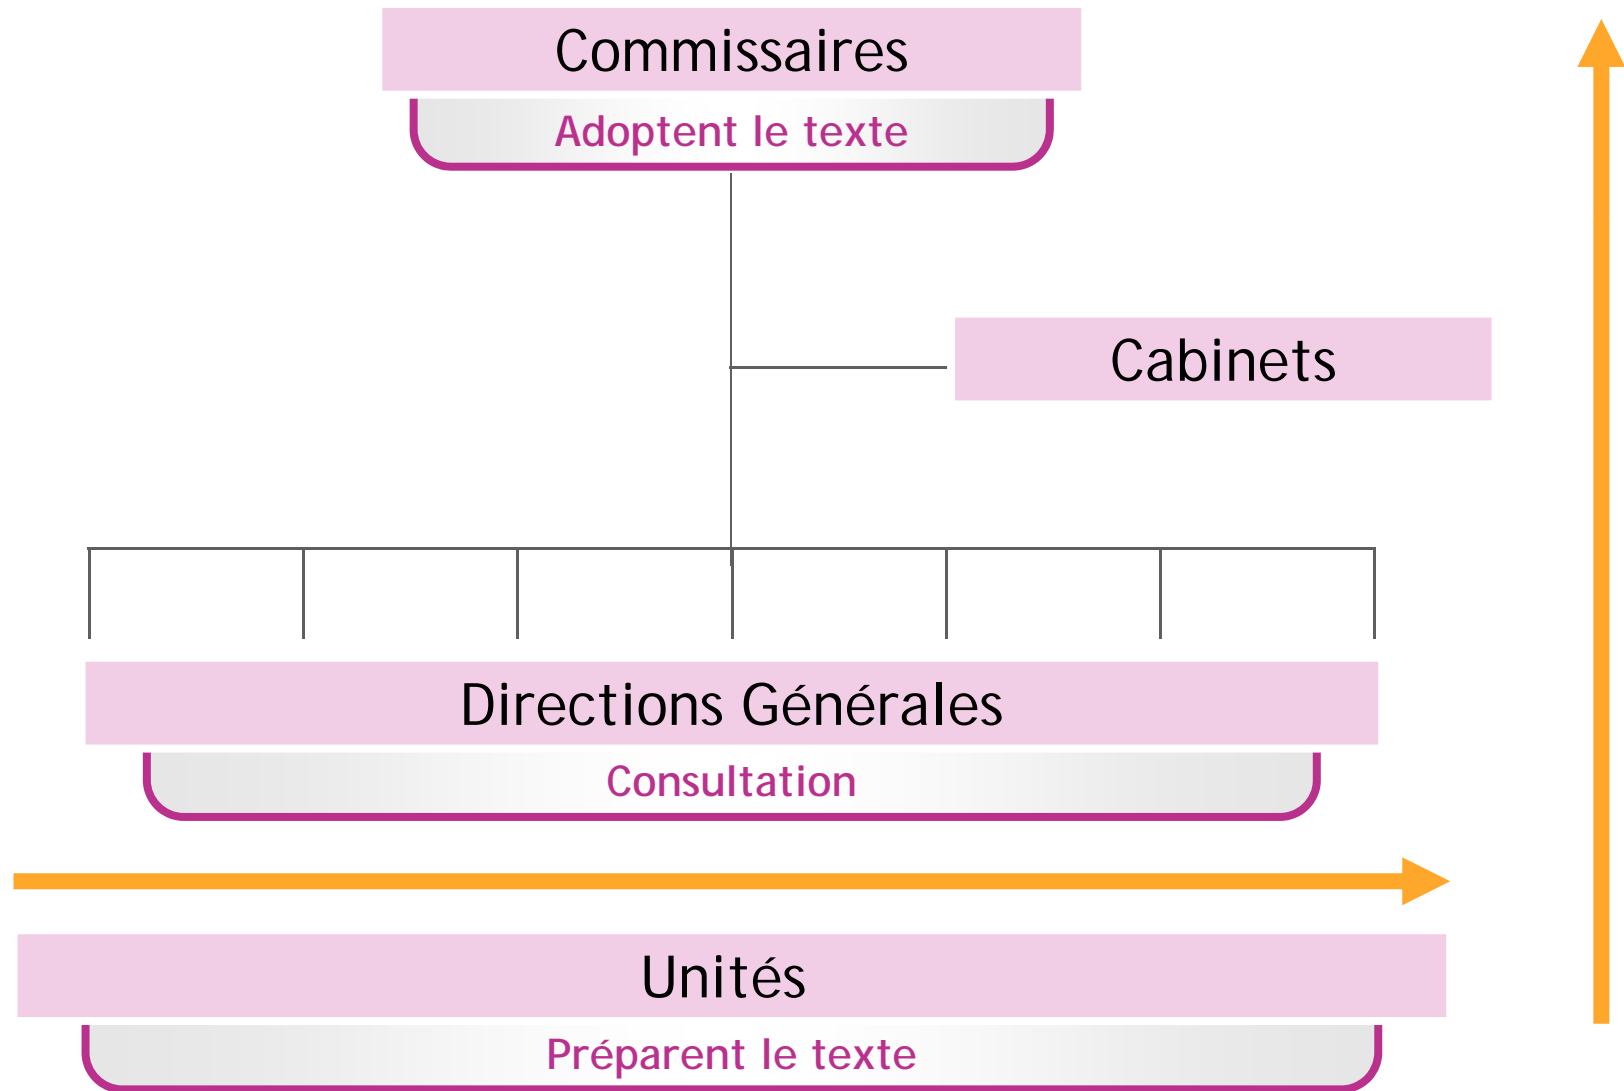 Commissaires
Adoptent le texte
Cabinets
Directions Générales
Consultation
Unités
Préparent le texte